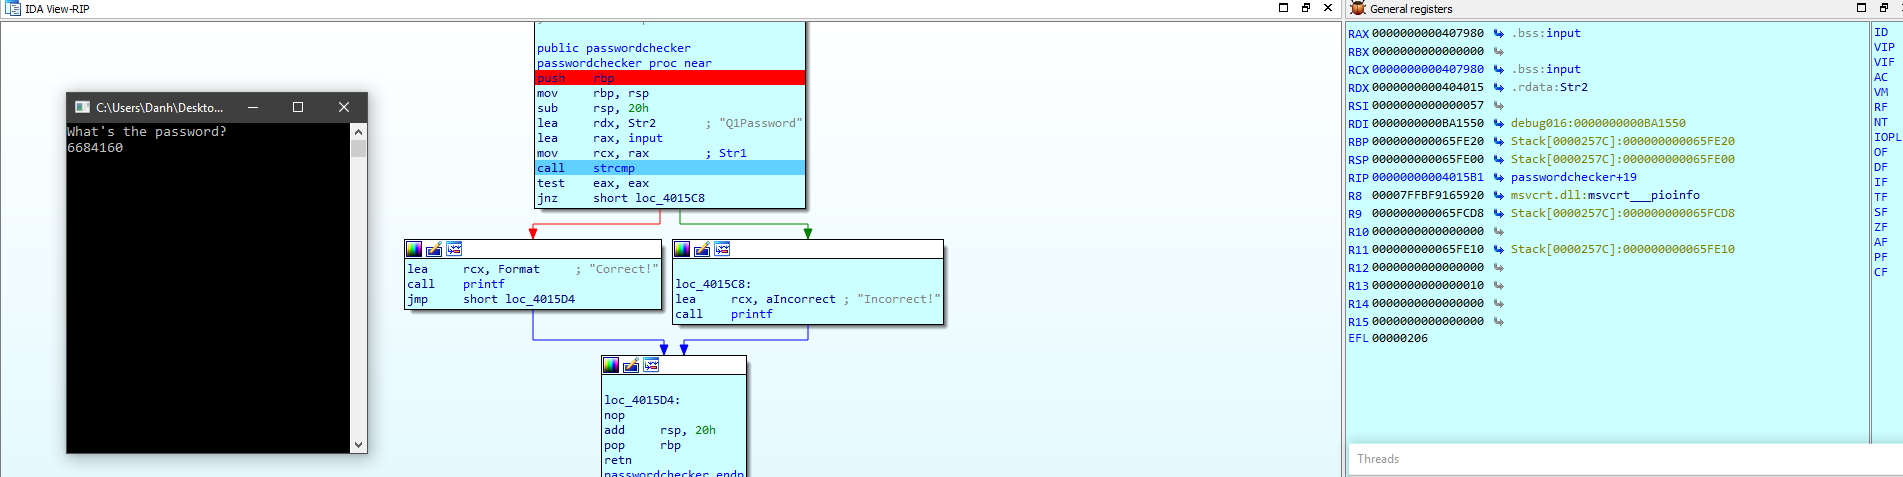 IDA View-RIP
C:\Users\Danh\Deskto...
What's the password?
6684160
public passwordchecker
passwordchecker proc near
push rbp
mov rbp, rsp
sub rsp, 20h
lea rdx, Str2 ; "Q1Password"
lea rax, input
mov rcx, rax ; Str1
call strcmp
test eax, eax
jnz short loc_4015C8
lea rcx, Format ; "Correct!"
call printf
jmp short loc_4015D4
loc_4015C8:
lea rcx, aIncorrect ; "Incorrect!"
call printf
loc_4015D4:
nop
add rsp, 20h
pop rbp
retn
passwordchecker endp
General registers
RAX 0000000000407980 .bss:input
RBX 0000000000000000
RCX 0000000000407980 .bss:input
RDX 0000000000404015 .rdata:Str2
RSI 0000000000000057
RDI 0000000000BA1550 debug016:0000000000BA1550
RBP 000000000065FE20 Stack[0000257C]:000000000065FE20
RSP 000000000065FE00 Stack[0000257C]:000000000065FE00
RIP 00000000004015B1 passwordchecker+19
R8 00007FFBF9165920 msvcrt.dll:msvcrt___pioinfo
R9 000000000065FCD8 Stack[0000257C]:000000000065FCD8
R10 0000000000000000
R11 000000000065FE10 Stack[0000257C]:000000000065FE10
R12 0000000000000000
R13 0000000000000010
R14 0000000000000000
R15 0000000000000000
EFL 00000206
ID
VIP
VIF
AC
VM
RF
NT
IOPL
OF
DF
IF
TF
SF
ZF
AF
PF
CF
Threads